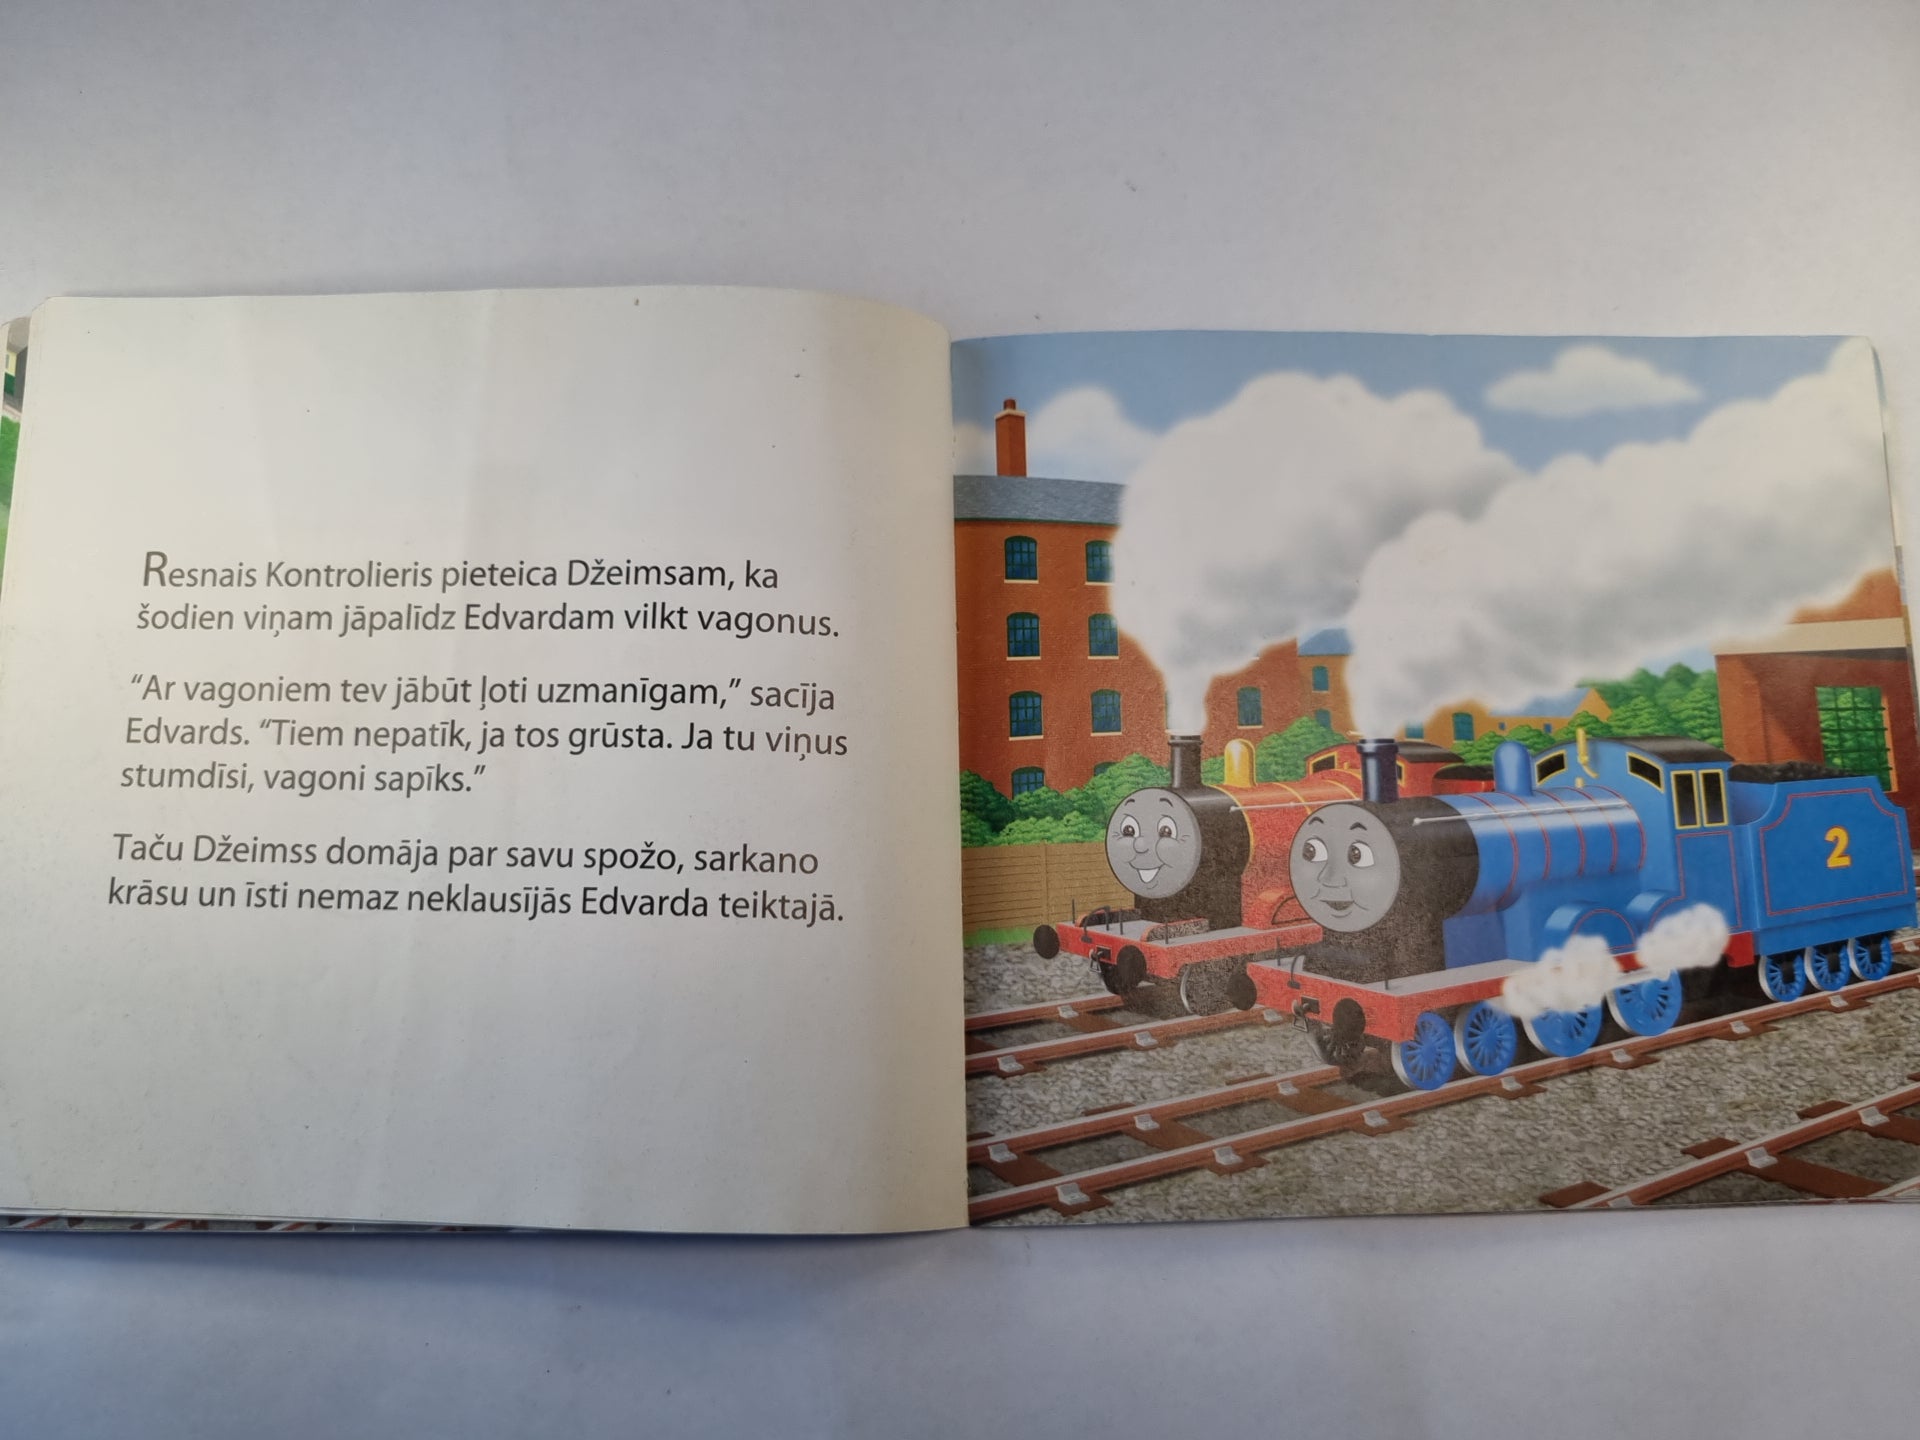 Resnais Kontrolieris pieteica Džeimsam, ka
šodien viņam jāpalīdz Edvardam vilkt vagonus.
“Ar vagoniem tev jābūt ļoti uzmanīgam,” sacīja
Edvards. “Tiem nepatīk, ja tos grūsta. Ja tu viņus
stumdīsi, vagoni sapīks.”
Taču Džeimss domāja par savu spožo, sarkano
krāsu un īsti nemaz neklausījās Edvarda teiktajā.
2